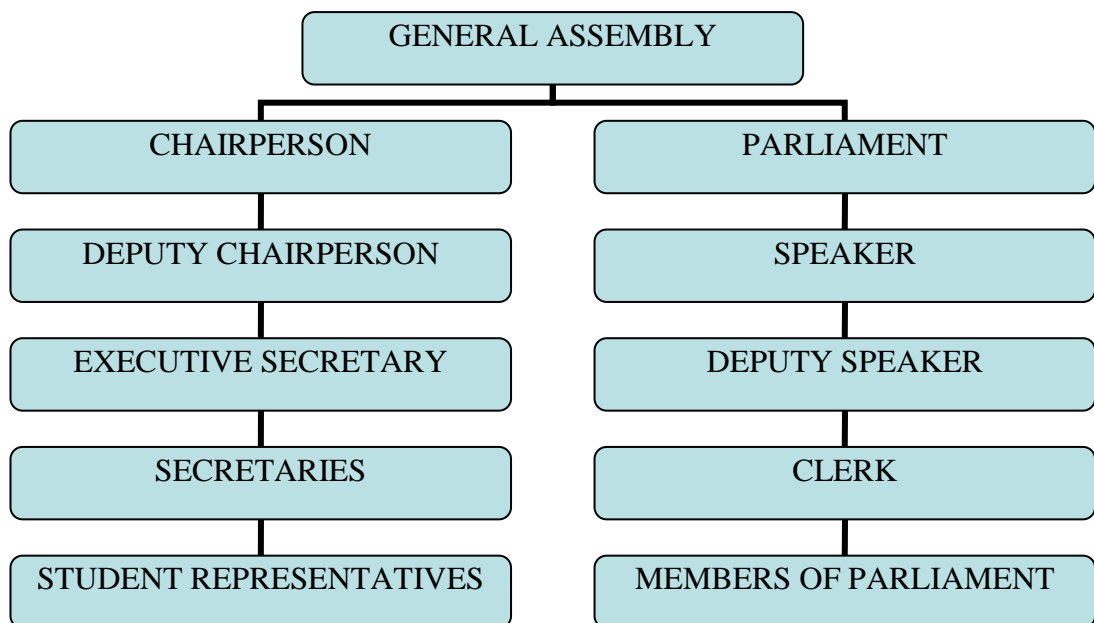 GENERAL ASSEMBLY
CHAIRPERSON
PARLIAMENT
DEPUTY CHAIRPERSON
SPEAKER
EXECUTIVE SECRETARY
DEPUTY SPEAKER
SECRETARIES
CLERK
STUDENT REPRESENTATIVES
MEMBERS OF PARLIAMENT